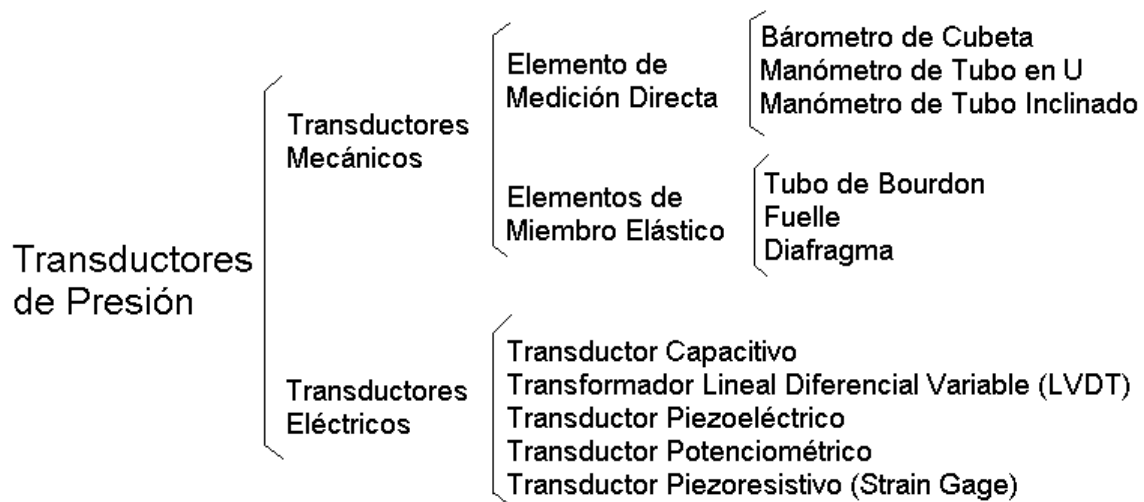 Transductores
de Presión
Transductores
Mecánicos
Elemento de
Medición Directa
Bárometro de Cubeta
Manómetro de Tubo en U
Manómetro de Tubo Inclinado
Elementos de
Miembro Elástico
Tubo de Bourdon
Fuelle
Diafragma
Transductores
Eléctricos
Transductor Capacitivo
Transformador Lineal Diferencial Variable (LVDT)
Transductor Piezoeléctrico
Transductor Potenciométrico
Transductor Piezoresistivo (Strain Gage)